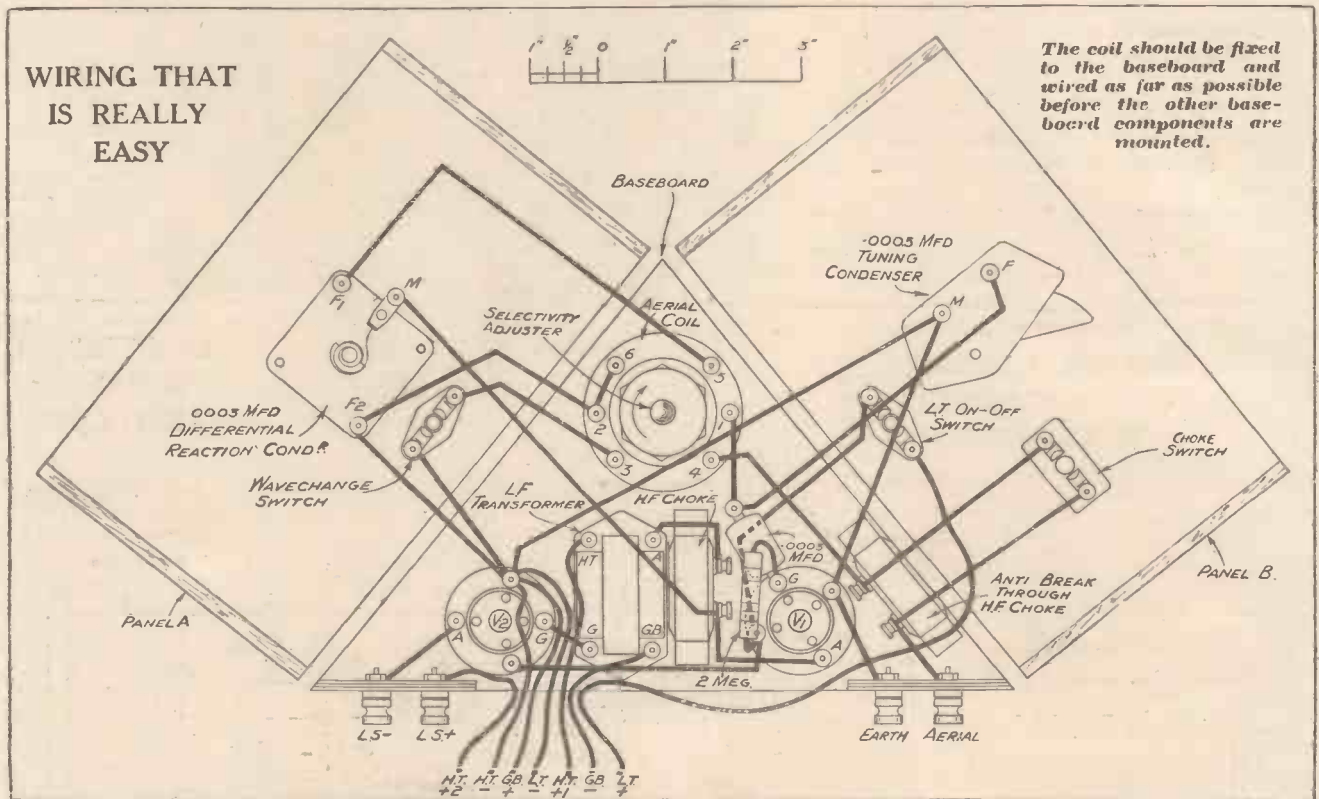 WIRING THAT
IS REALLY
EASY
1" ½" 0 1" 2" 3"
The coil should be fixed
to the baseboard and
wired as far as possible
before the other base-
board components are
mounted.
BASEBOARD
.0005 MFD
TUNING
CONDENSER
F
M
F1
M
SELECTIVITY
ADJUSTER
AERIAL
COIL
6
5
2
1
3
4
F2
.0003 MFD
DIFFERENTIAL
REACTION COND.R
WAVECHANGE
SWITCH
LF
TRANSFORMER
H.F. CHOKE
LT ON-OFF
SWITCH
CHOKE
SWITCH
.0003
MFD
HT
A
G
GB
G
V1
A
A
V2
G
2 MEG.
ANTI BREAK
THROUGH
H.F. CHOKE
PANEL A
PANEL B.
LS-
LS+
EARTH
AERIAL
H.T. +2
H.T. -
G.B. +
L.T. -
H.T. +1
G.B. -
L.T. +